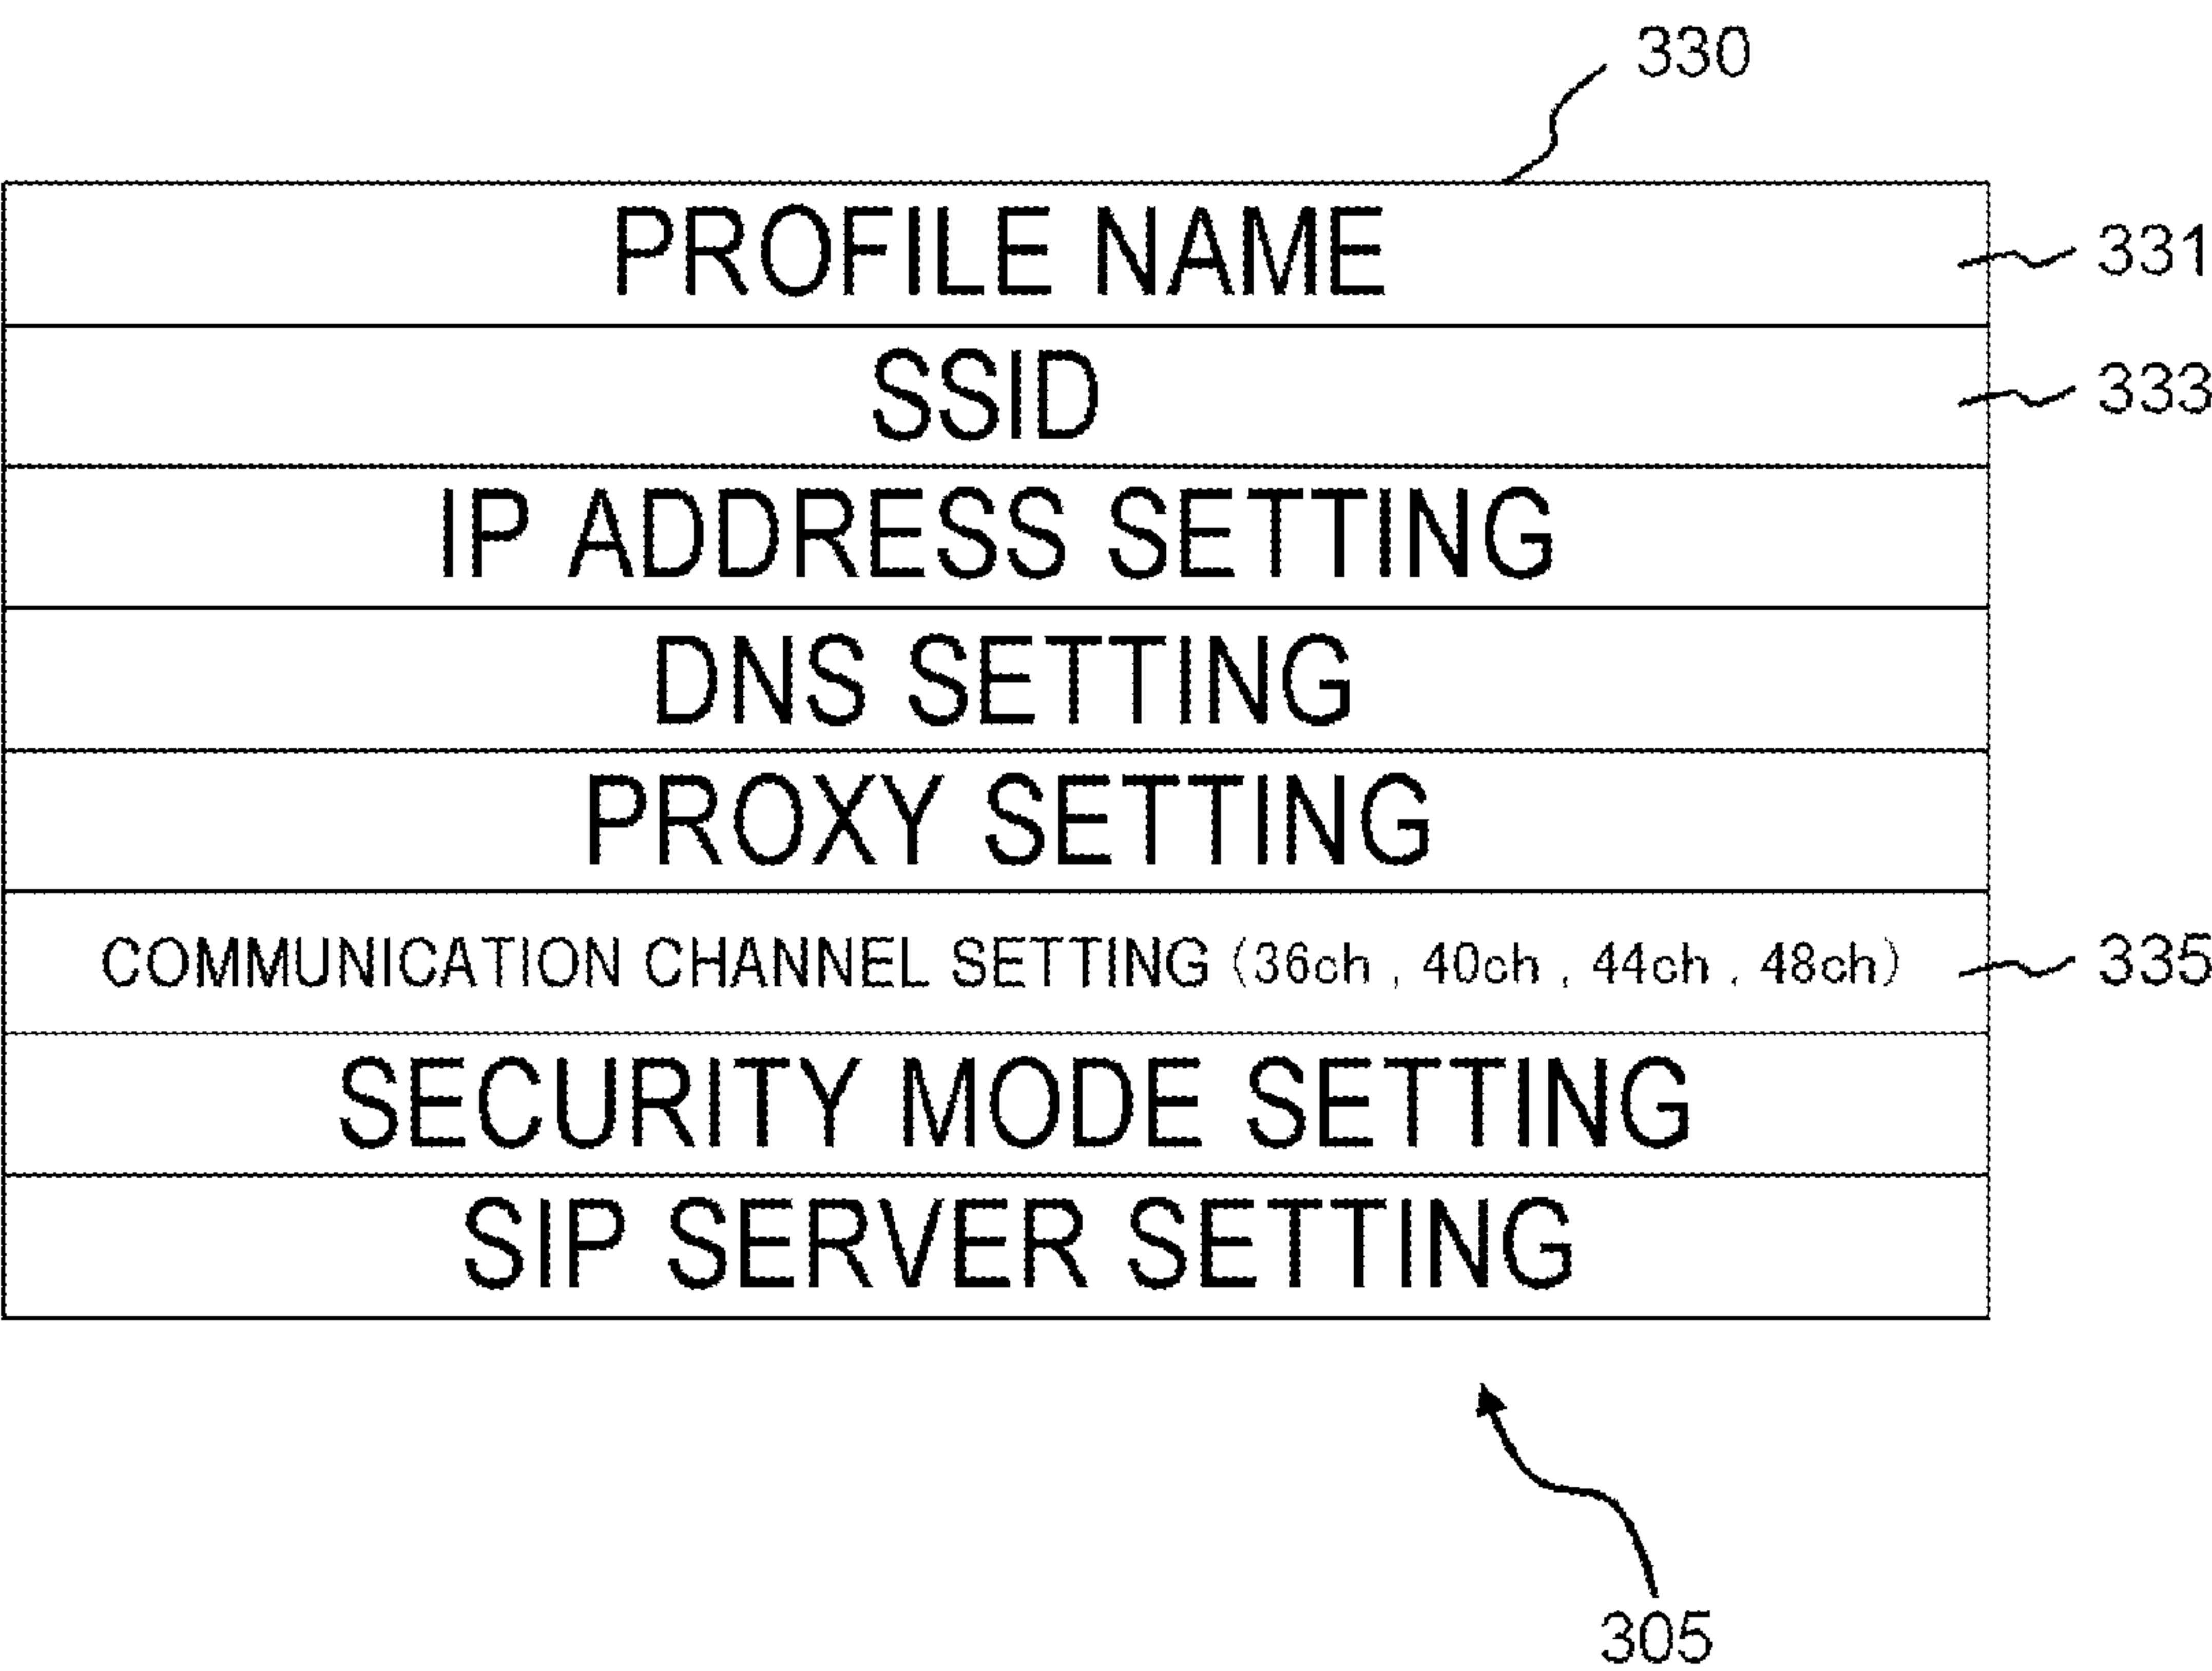 330
PROFILE NAME 331
SSID 333
IP ADDRESS SETTING
DNS SETTING
PROXY SETTING
COMMUNICATION CHANNEL SETTING (36ch , 40ch , 44ch , 48ch) 335
SECURITY MODE SETTING
SIP SERVER SETTING
305